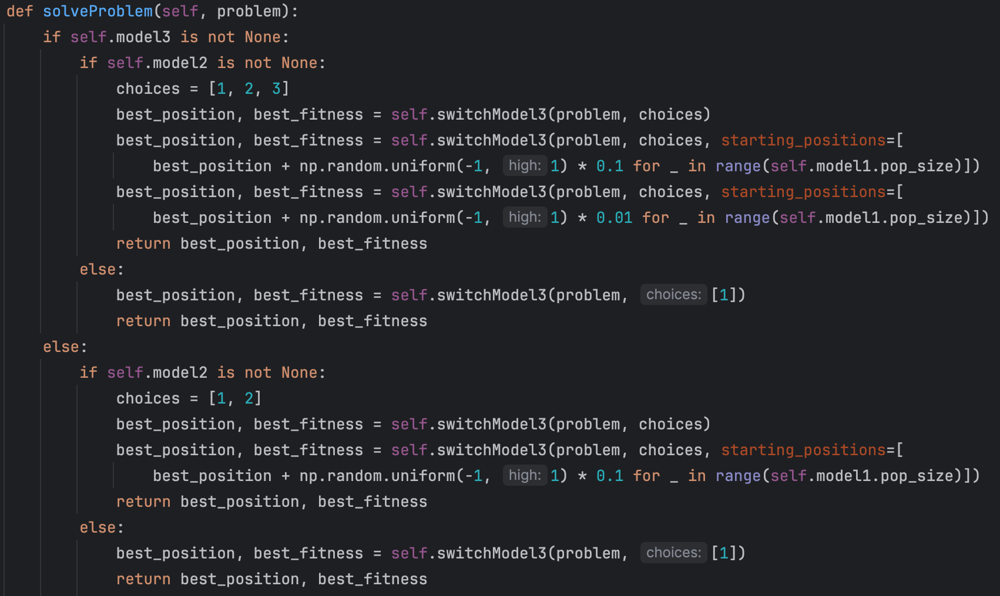 def solveProblem(self, problem):
    if self.model3 is not None:
        if self.model2 is not None:
            choices = [1, 2, 3]
            best_position, best_fitness = self.switchModel3(problem, choices)
            best_position, best_fitness = self.switchModel3(problem, choices, starting_positions=[
                best_position + np.random.uniform(-1, high: 1) * 0.1 for _ in range(self.model1.pop_size)])
            best_position, best_fitness = self.switchModel3(problem, choices, starting_positions=[
                best_position + np.random.uniform(-1, high: 1) * 0.01 for _ in range(self.model1.pop_size)])
            return best_position, best_fitness
        else:
            best_position, best_fitness = self.switchModel3(problem, choices: [1])
            return best_position, best_fitness
    else:
        if self.model2 is not None:
            choices = [1, 2]
            best_position, best_fitness = self.switchModel3(problem, choices)
            best_position, best_fitness = self.switchModel3(problem, choices, starting_positions=[
                best_position + np.random.uniform(-1, high: 1) * 0.1 for _ in range(self.model1.pop_size)])
            return best_position, best_fitness
        else:
            best_position, best_fitness = self.switchModel3(problem, choices: [1])
            return best_position, best_fitness